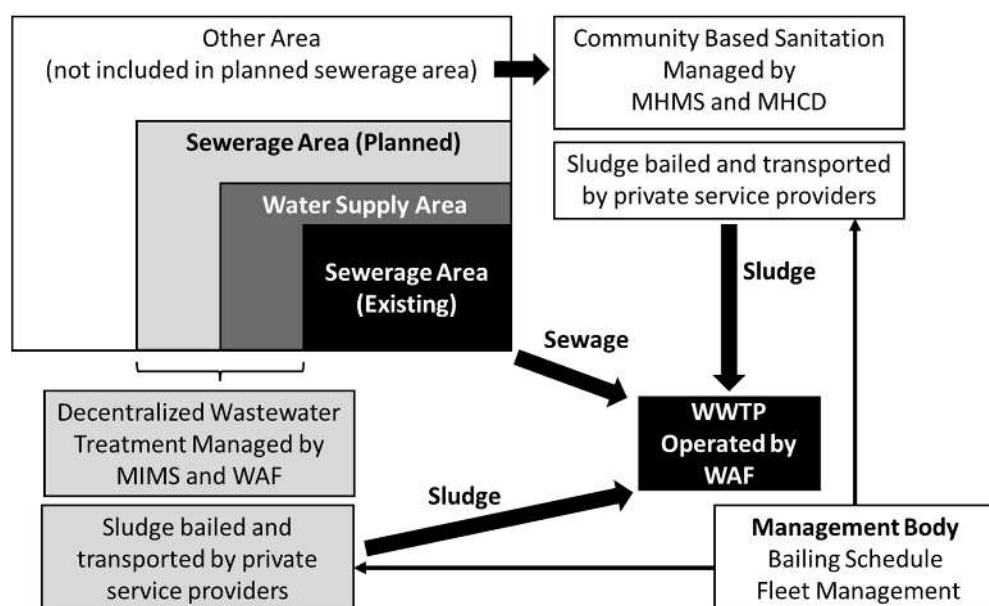 Other Area
(not included in planned sewerage area)
Community Based Sanitation
Managed by
MHMS and MHCD
Sewerage Area (Planned)
Sludge bailed and transported
by private service providers
Water Supply Area
Sewerage Area
(Existing)
Sludge
Sewage
Decentralized Wastewater
Treatment Managed by
MIMS and WAF
WWTP
Operated by
WAF
Sludge
Sludge bailed and
transported by private
service providers
Management Body
Bailing Schedule
Fleet Management